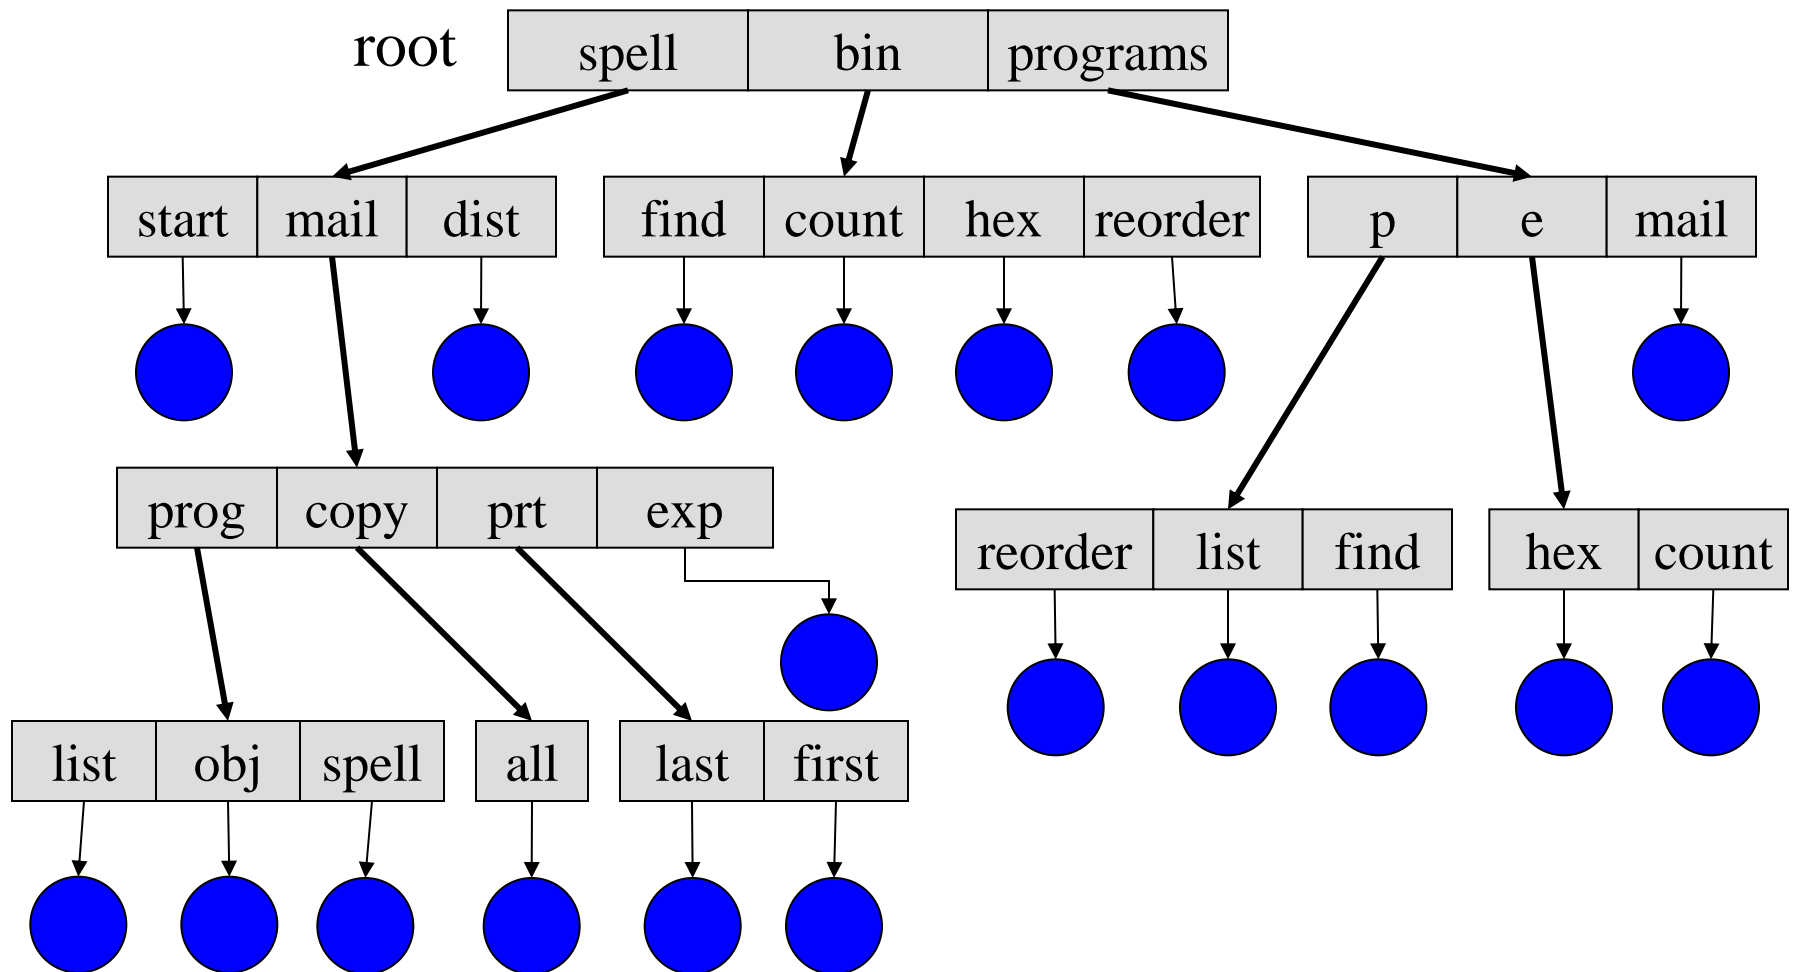 root spell bin programs
start mail dist find count hex reorder p e mail
prog copy prt exp
reorder list find hex count
list obj spell all last first